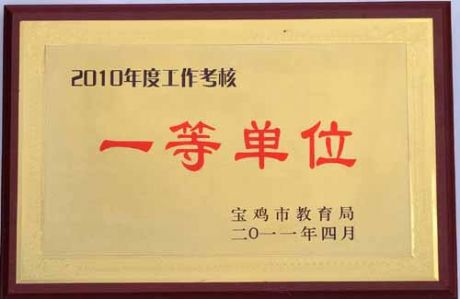 2010年度工作考核
一等单位
宝鸡市教育局
二〇一一年四月